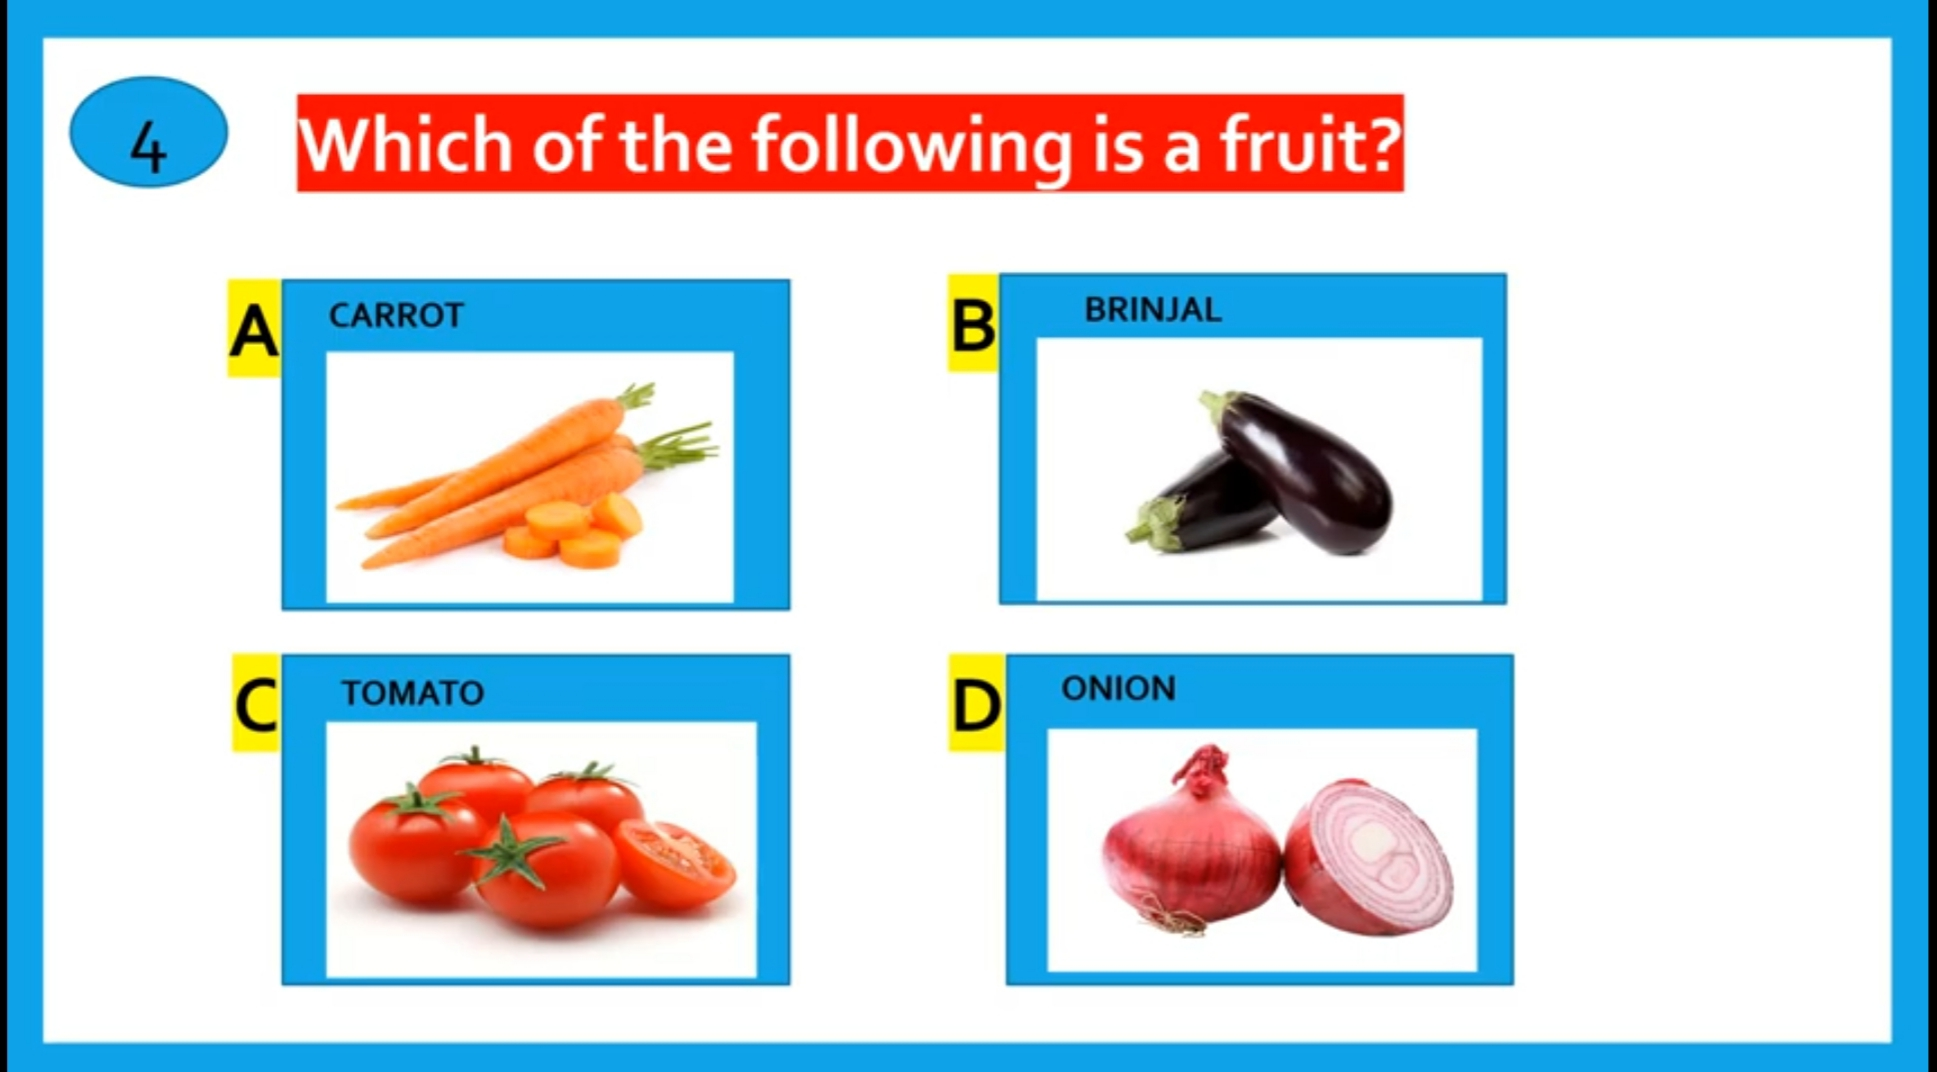 4
Which of the following is a fruit?
A
CARROT
B
BRINJAL
C
TOMATO
D
ONION